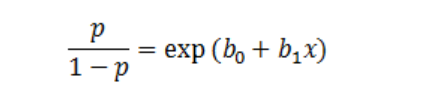 p/(1 − p) = exp (b₀ + b₁x)